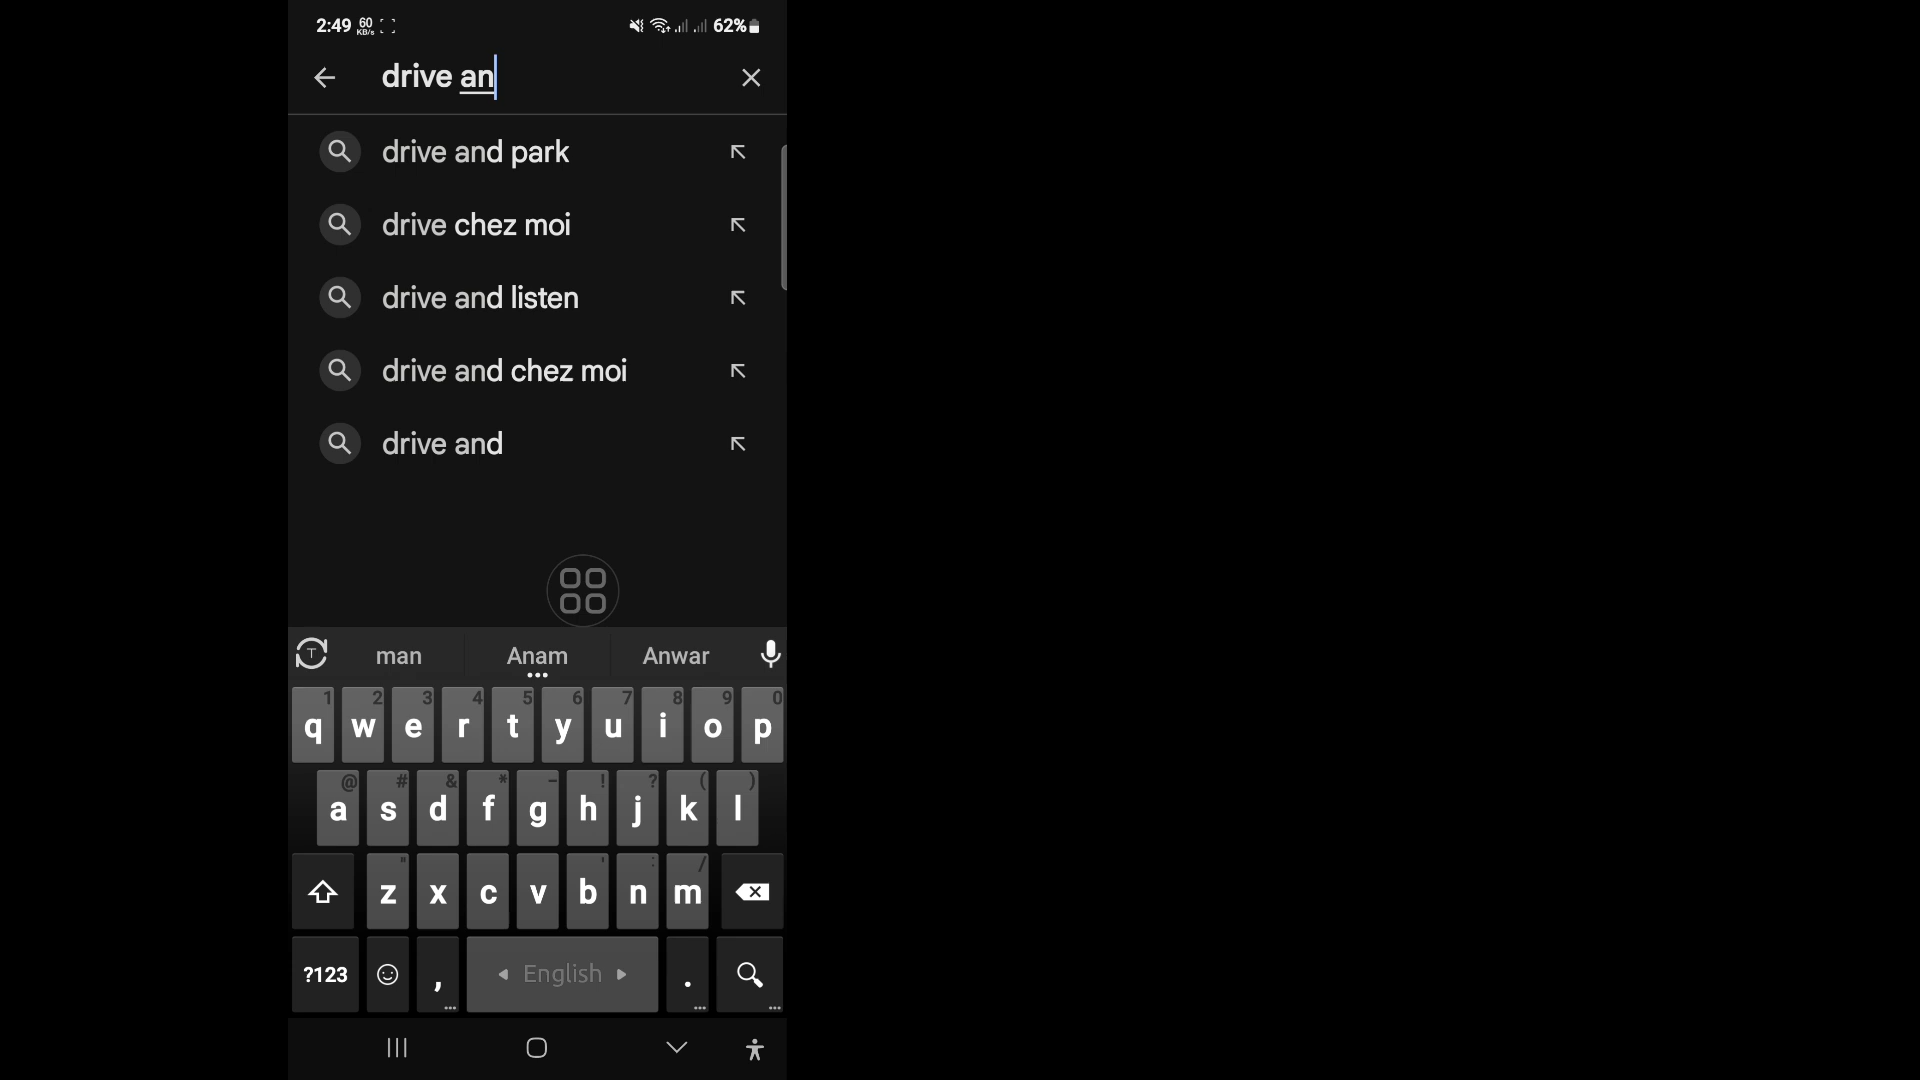 2:49 60 KB/s 62%
drive an
drive and park
drive chez moi
drive and listen
drive and chez moi
drive and
T man Anam Anwar
1 2 3 4 5 6 7 8 9 0
q w e r t y u i o p
@ # & * - ! ? ( )
a s d f g h j k l
" ' : /
z x c v b n m
?123 , English .